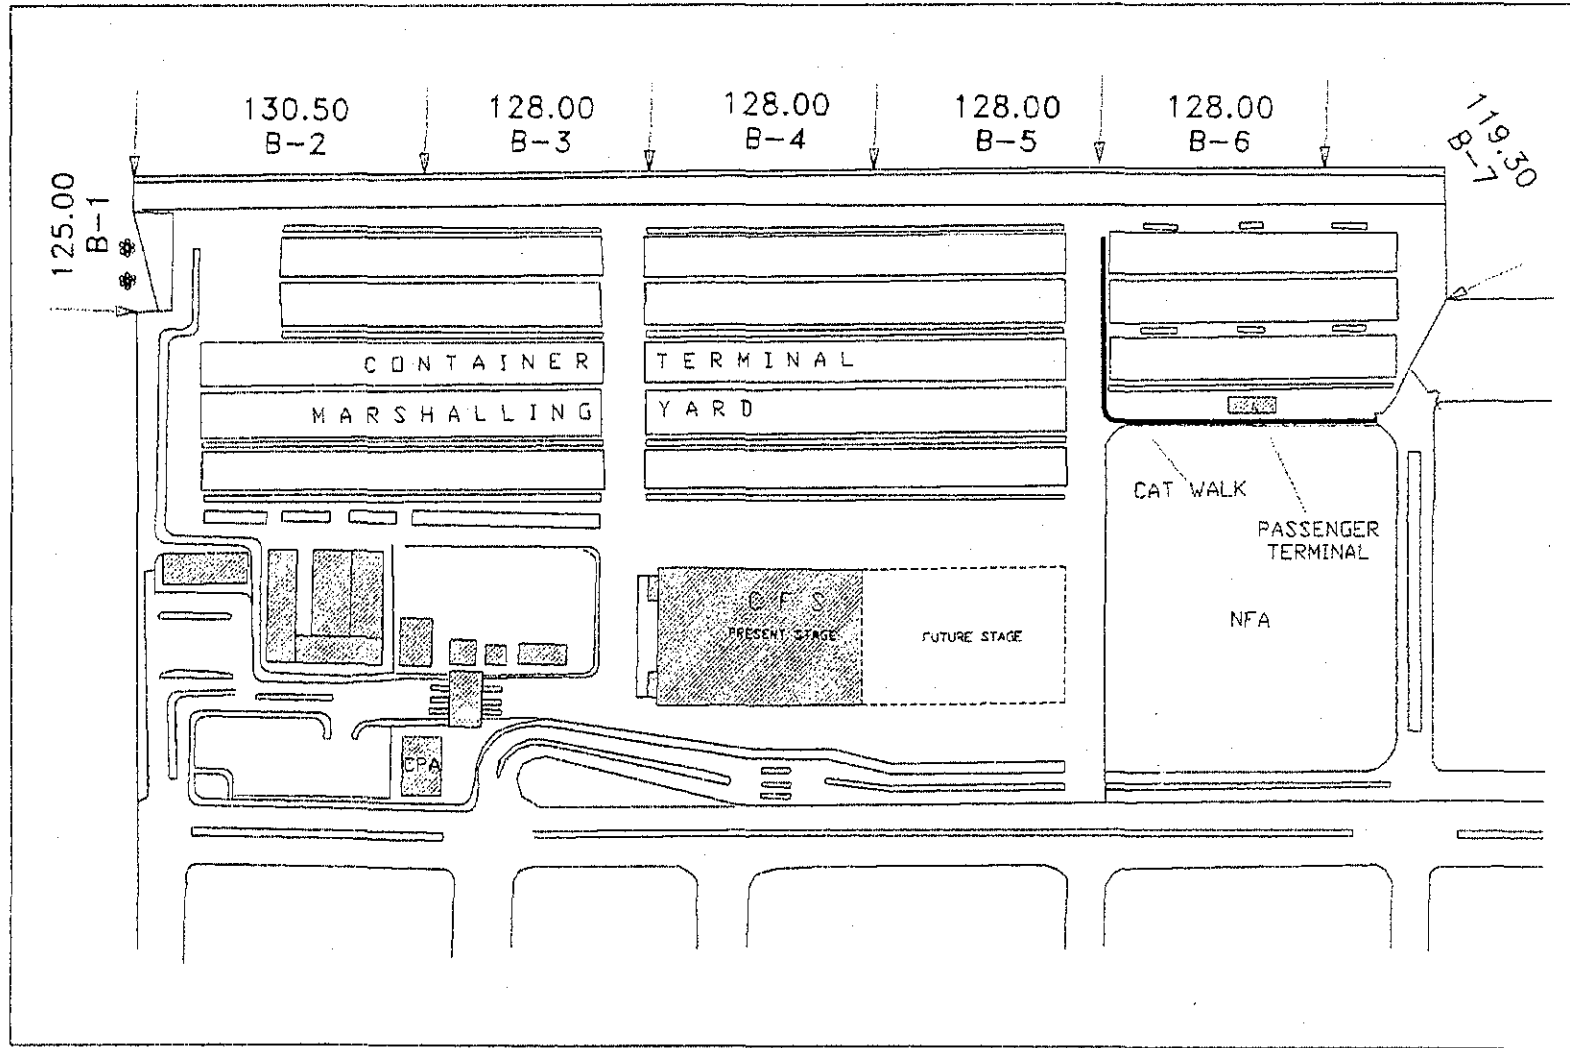 130.50
B-2
128.00
B-3
128.00
B-4
128.00
B-5
128.00
B-6
119.30
B-7
125.00
B-1
CONTAINER TERMINAL
MARSHALLING YARD
CAT WALK
PASSENGER
TERMINAL
CFS
PRESENT STAGE
FUTURE STAGE
NFA